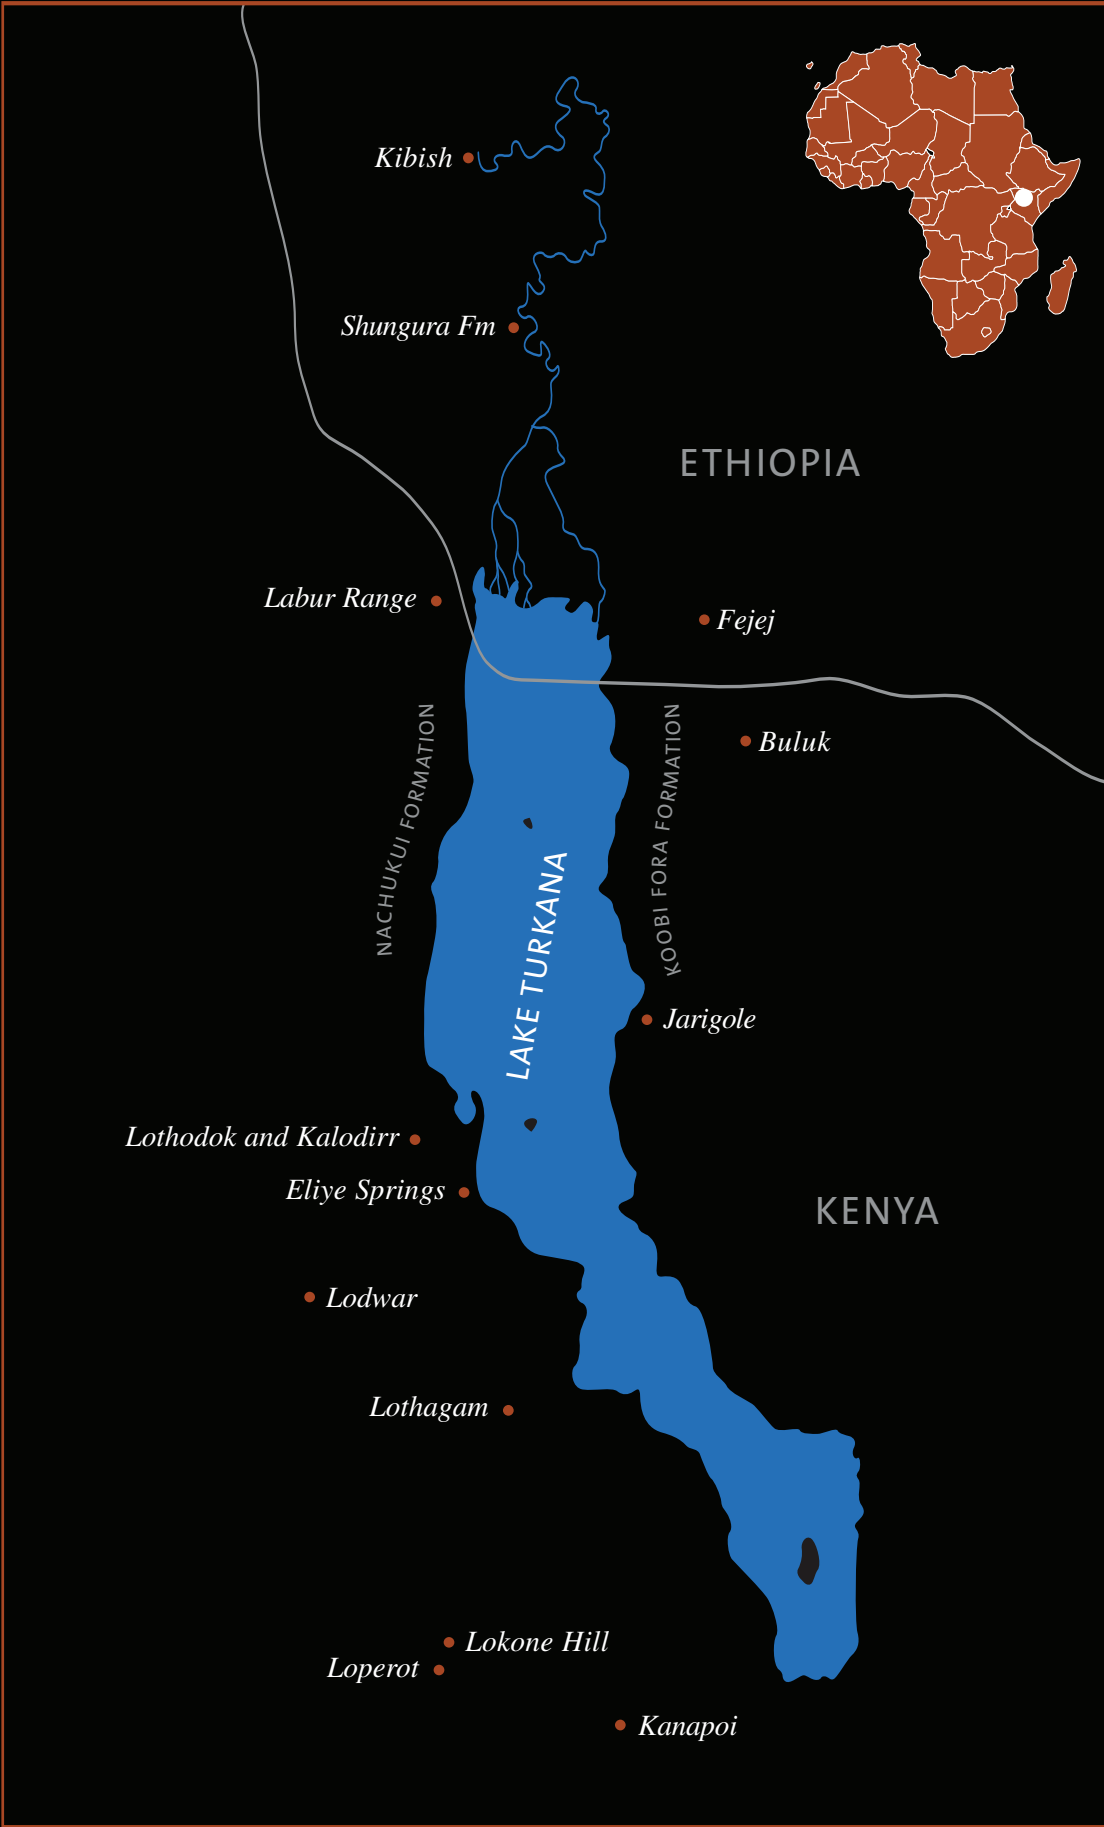 Kibish
Shungura Fm
ETHIOPIA
Labur Range
Fejej
NACHUKUI FORMATION
KOOBI FORA FORMATION
Buluk
LAKE TURKANA
Jarigole
Lothodok and Kalodirr
Eliye Springs
KENYA
Lodwar
Lothagam
Lokone Hill
Loperot
Kanapoi